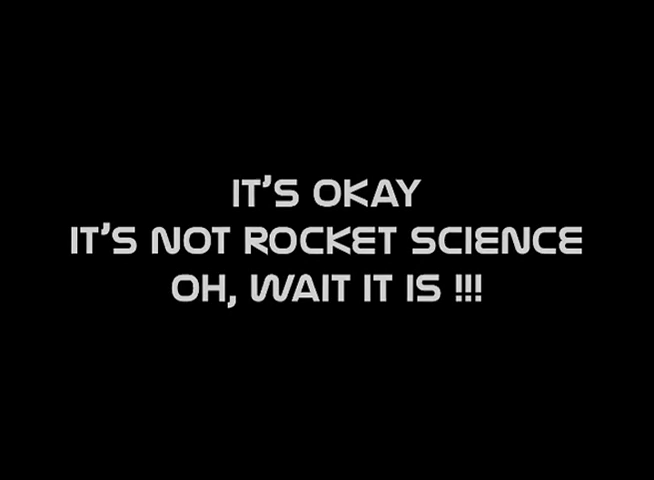 IT'S OKAY
IT'S NOT ROCKET SCIENCE
OH, WAIT IT IS !!!